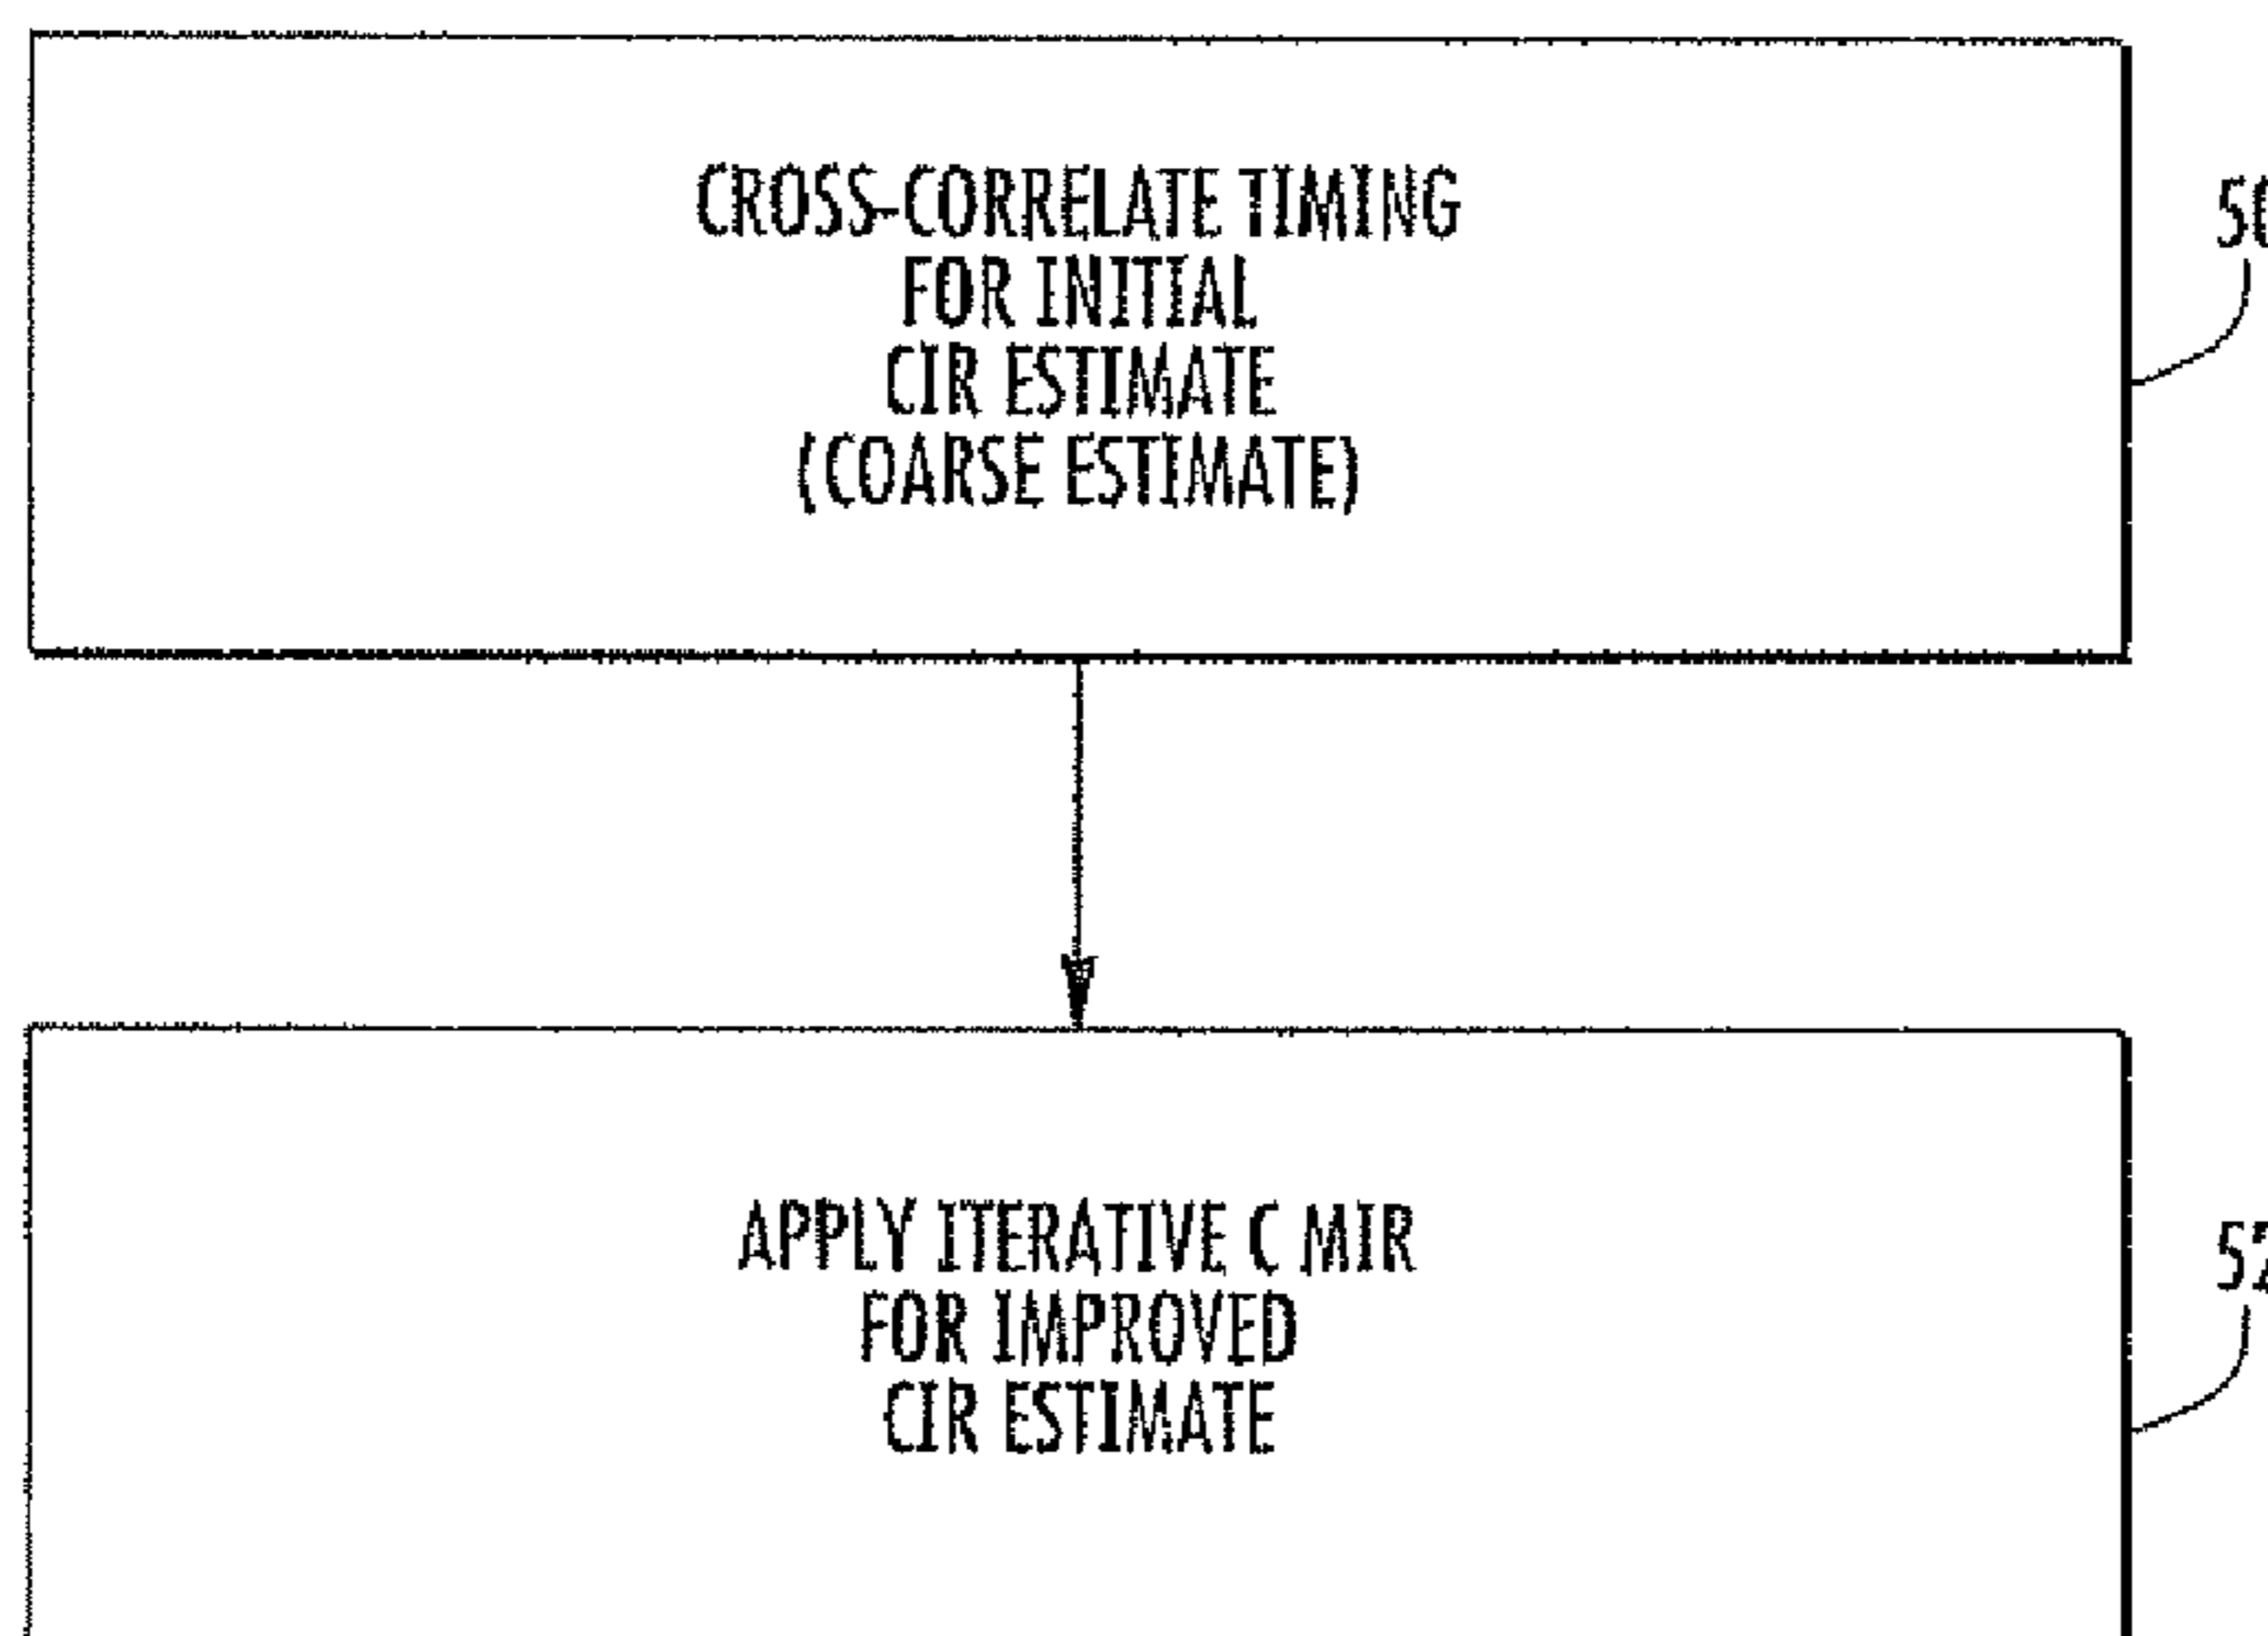 CROSS-CORRELATE TIMING
FOR INITIAL
CIR ESTIMATE
(COARSE ESTIMATE)
APPLY ITERATIVE C MIR
FOR IMPROVED
CIR ESTIMATE